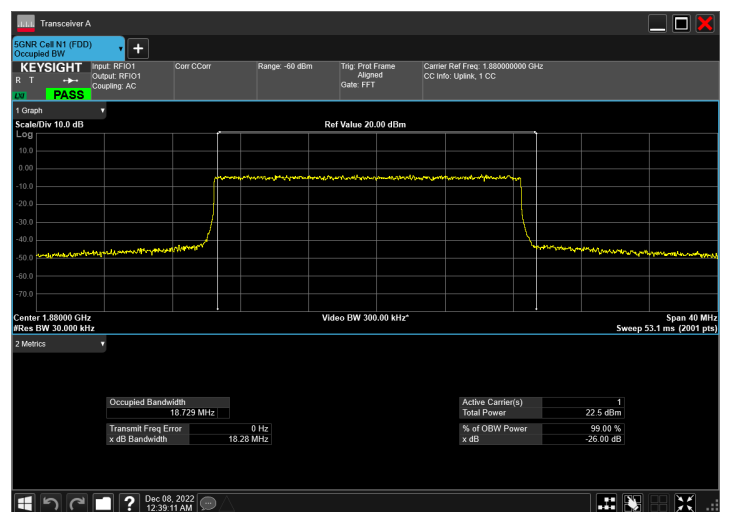 Transceiver A
5GNR Cell N1 (FDD)
Occupied BW
KEYSIGHT
R T
LNI
PASS
Input: RFIO1
Output: RFIO1
Coupling: AC
Corr CCorr
Range: -60 dBm
Trig: Prot Frame
Aligned
Gate: FFT
Carrier Ref Freq: 1.880000000 GHz
CC Info: Uplink, 1 CC
1 Graph
Scale/Div 10.0 dB
Ref Value 20.00 dBm
Log
10.0
0.00
-10.0
-20.0
-30.0
-40.0
-50.0
-60.0
-70.0
Center 1.88000 GHz
Video BW 300.00 kHz*
Span 40 MHz
#Res BW 30.000 kHz
Sweep 53.1 ms (2001 pts)
2 Metrics
Occupied Bandwidth
18.729 MHz
Transmit Freq Error 0 Hz
x dB Bandwidth 18.28 MHz
Active Carrier(s) 1
Total Power 22.5 dBm
% of OBW Power 99.00 %
x dB -26.00 dB
?
Dec 08, 2022
12:39:11 AM